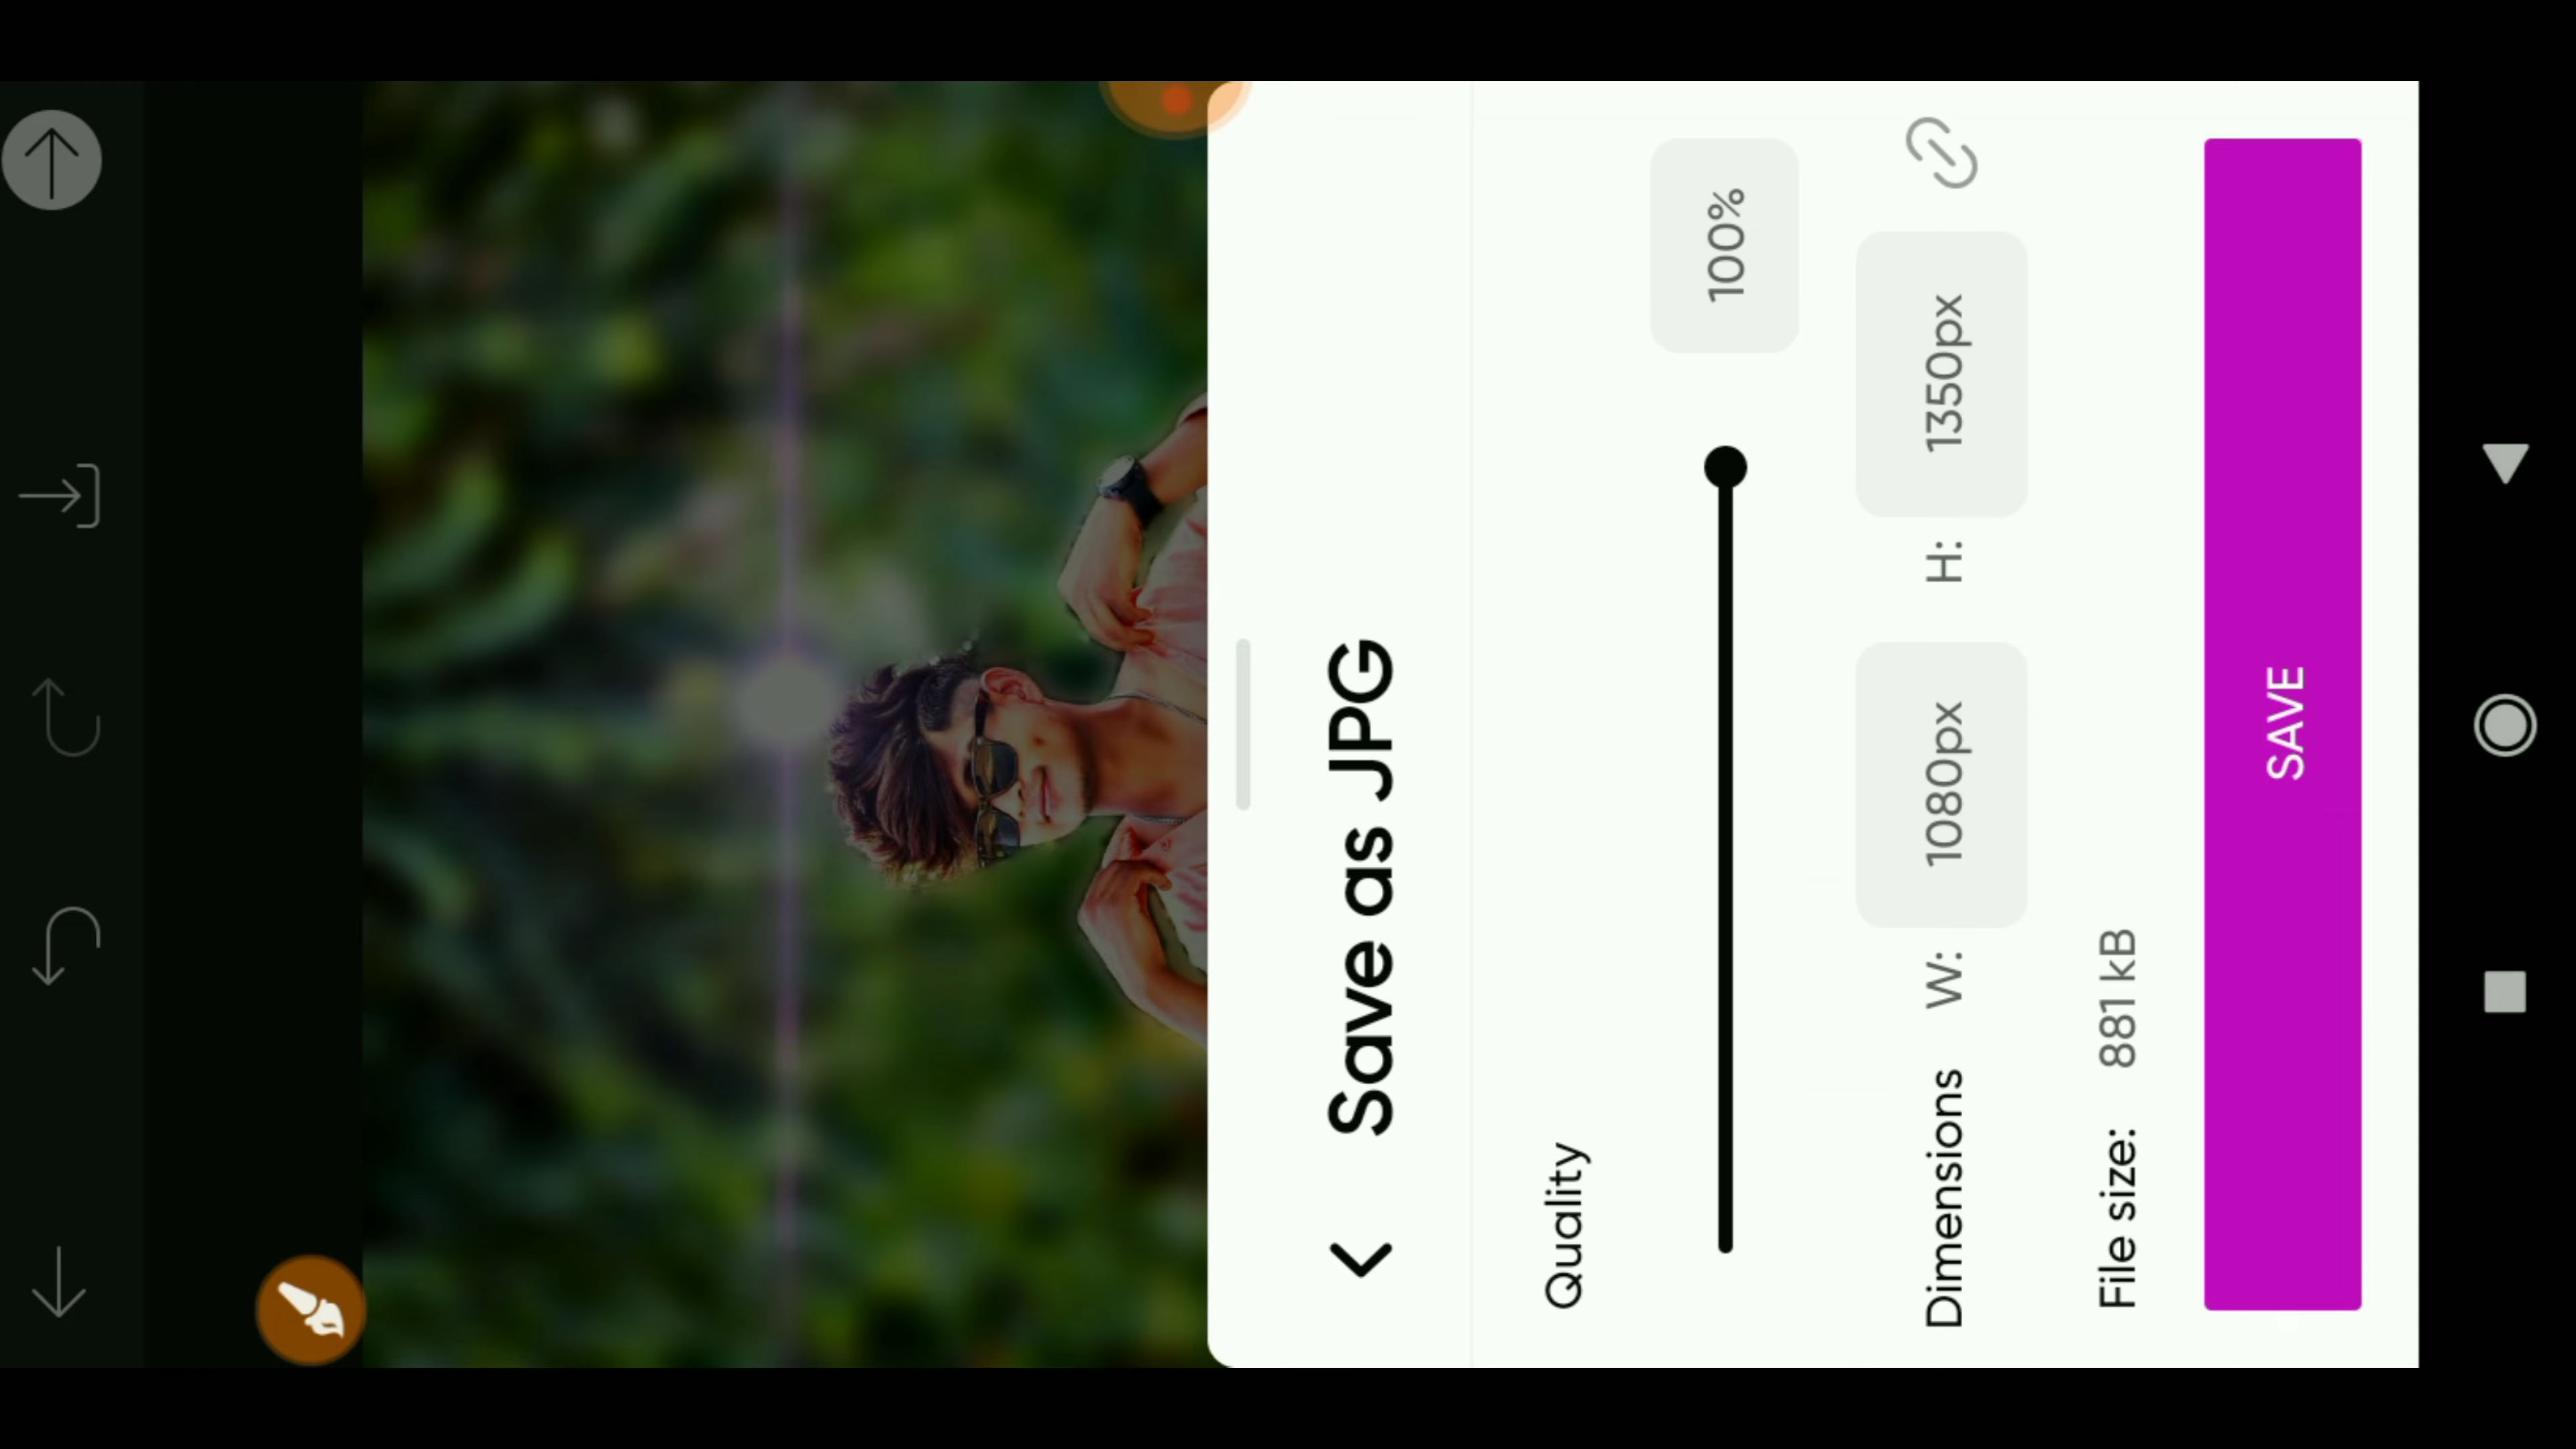 Save as JPG
Quality
100%
Dimensions W: 1080px H: 1350px
File size: 881 kB
SAVE